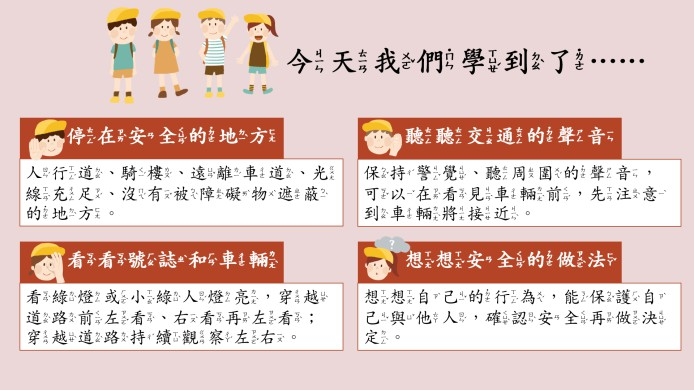 今天我們學到了……
停在安全的地方
人行道、騎樓、遠離車道、光
線充足、沒有被障礙物遮蔽
的地方。
聽聽交通的聲音
保持警覺、聽周圍的聲音，
可以在看見車輛前，先注意
到車輛將接近。
看看號誌和車輛
看綠燈或小綠人燈亮，穿越
道路前左看、右看再左看；
穿越道路持續觀察左右。
想想安全的做法
?
想想自己的行為，能保護自
己與他人，確認安全再做決
定。